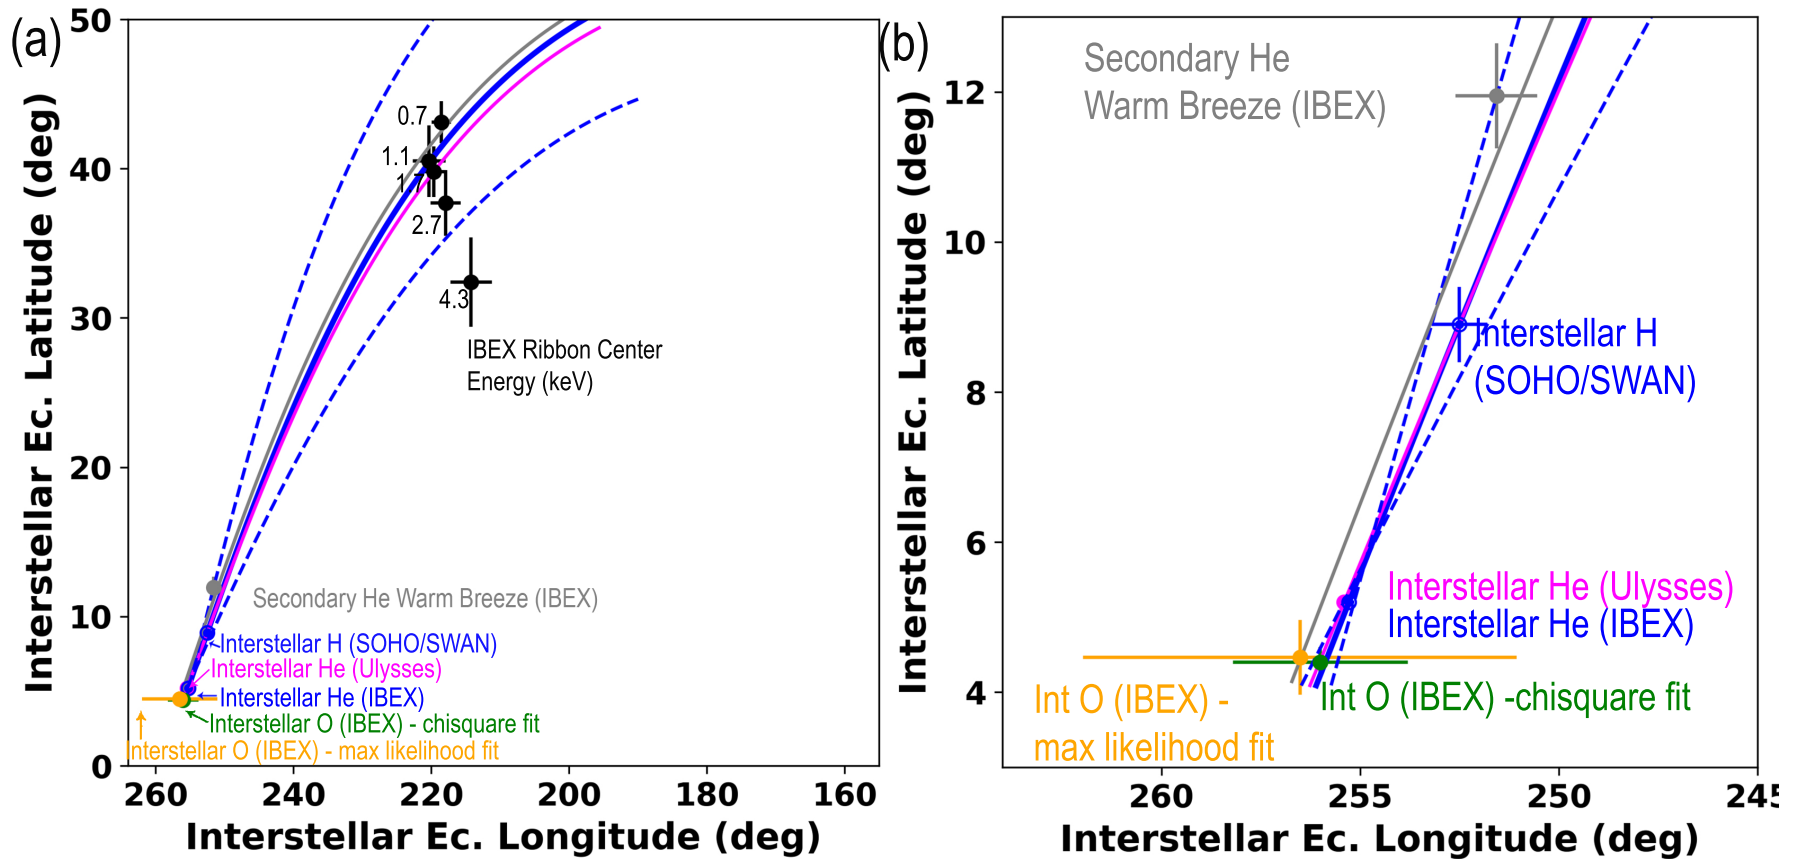 (a)
50
40
30
20
10
0
Interstellar Ec. Latitude (deg)
0.7
1.1
1.7
2.7
4.3
IBEX Ribbon Center
Energy (keV)
Secondary He Warm Breeze (IBEX)
Interstellar H (SOHO/SWAN)
Interstellar He (Ulysses)
Interstellar He (IBEX)
Interstellar O (IBEX) - chisquare fit
Interstellar O (IBEX) - max likelihood fit
260 240 220 200 180 160
Interstellar Ec. Longitude (deg)
(b)
12
10
8
6
4
Interstellar Ec. Latitude (deg)
Secondary He
Warm Breeze (IBEX)
Interstellar H
(SOHO/SWAN)
Interstellar He (Ulysses)
Interstellar He (IBEX)
Int O (IBEX) -
max likelihood fit
Int O (IBEX) -chisquare fit
260 255 250 245
Interstellar Ec. Longitude (deg)